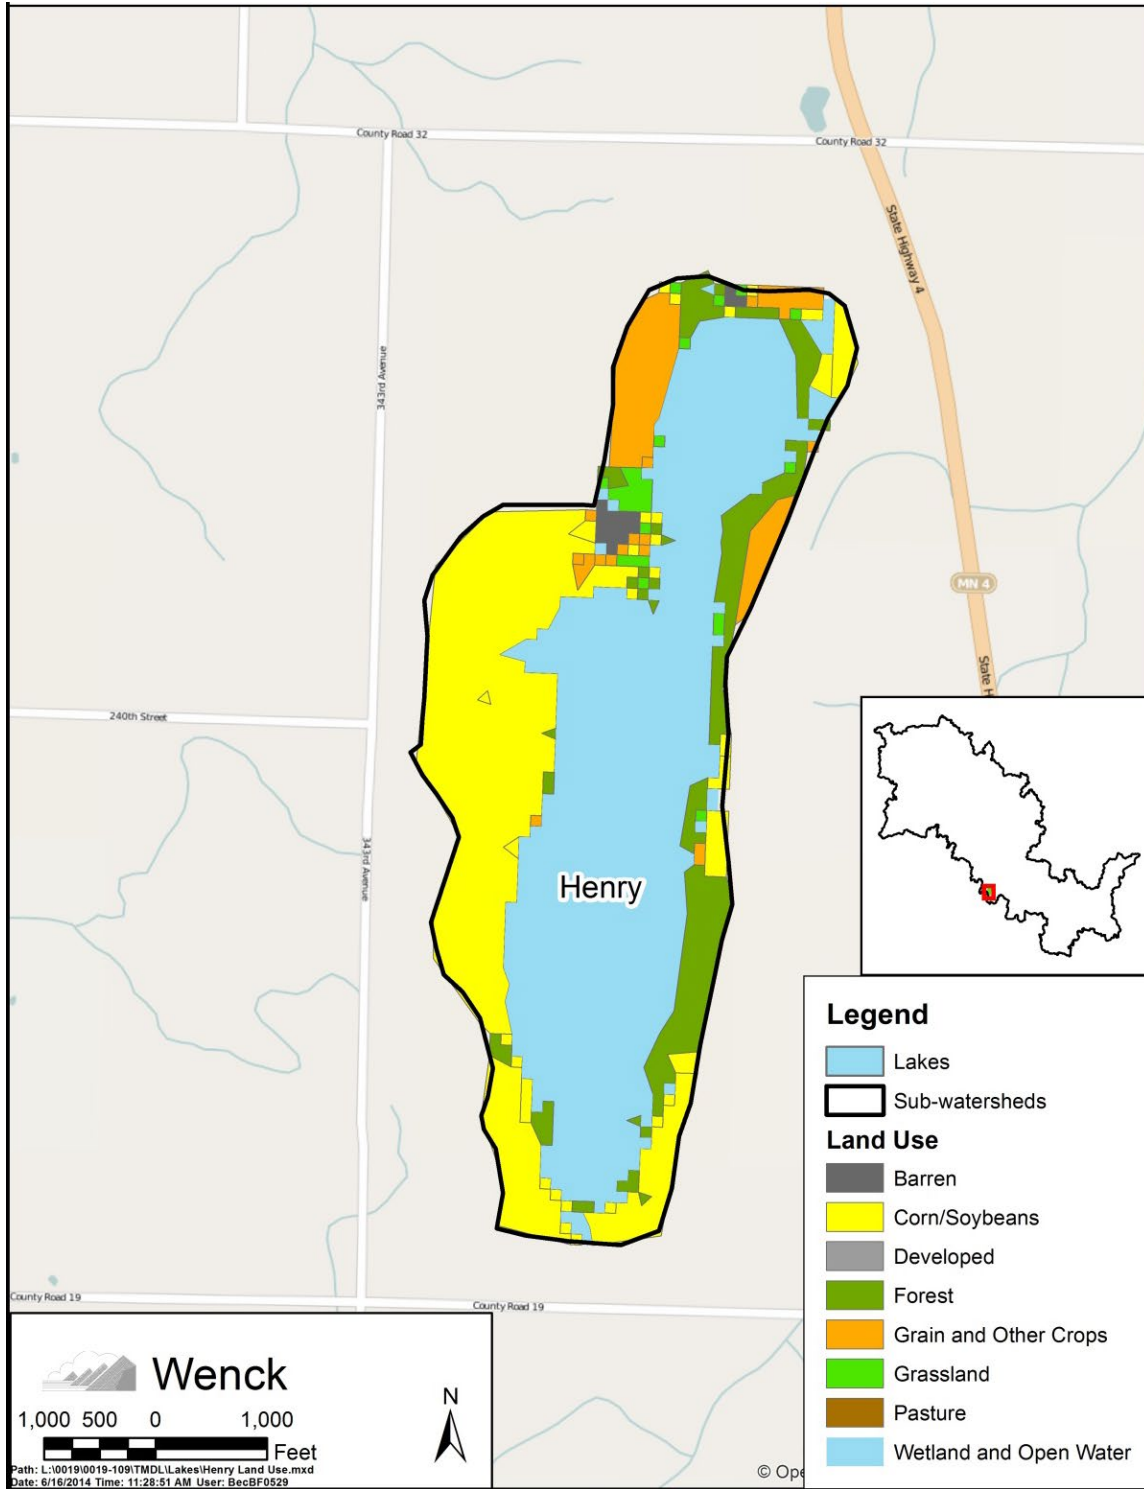 County Road 32
County Road 32
State Highway 4
343rd Avenue
MN 4
State H
240th Street
343rd Avenue
Henry
Legend
Lakes
Sub-watersheds
Land Use
Barren
Corn/Soybeans
Developed
Forest
Grain and Other Crops
Grassland
Pasture
Wetland and Open Water
County Road 19
County Road 19
Wenck
N
1,000 500 0 1,000
Feet
Path: L:\0019\0019-109\TMDL\Lakes\Henry Land Use.mxd
Date: 6/16/2014 Time: 11:28:51 AM User: BecBF0529
© Ope